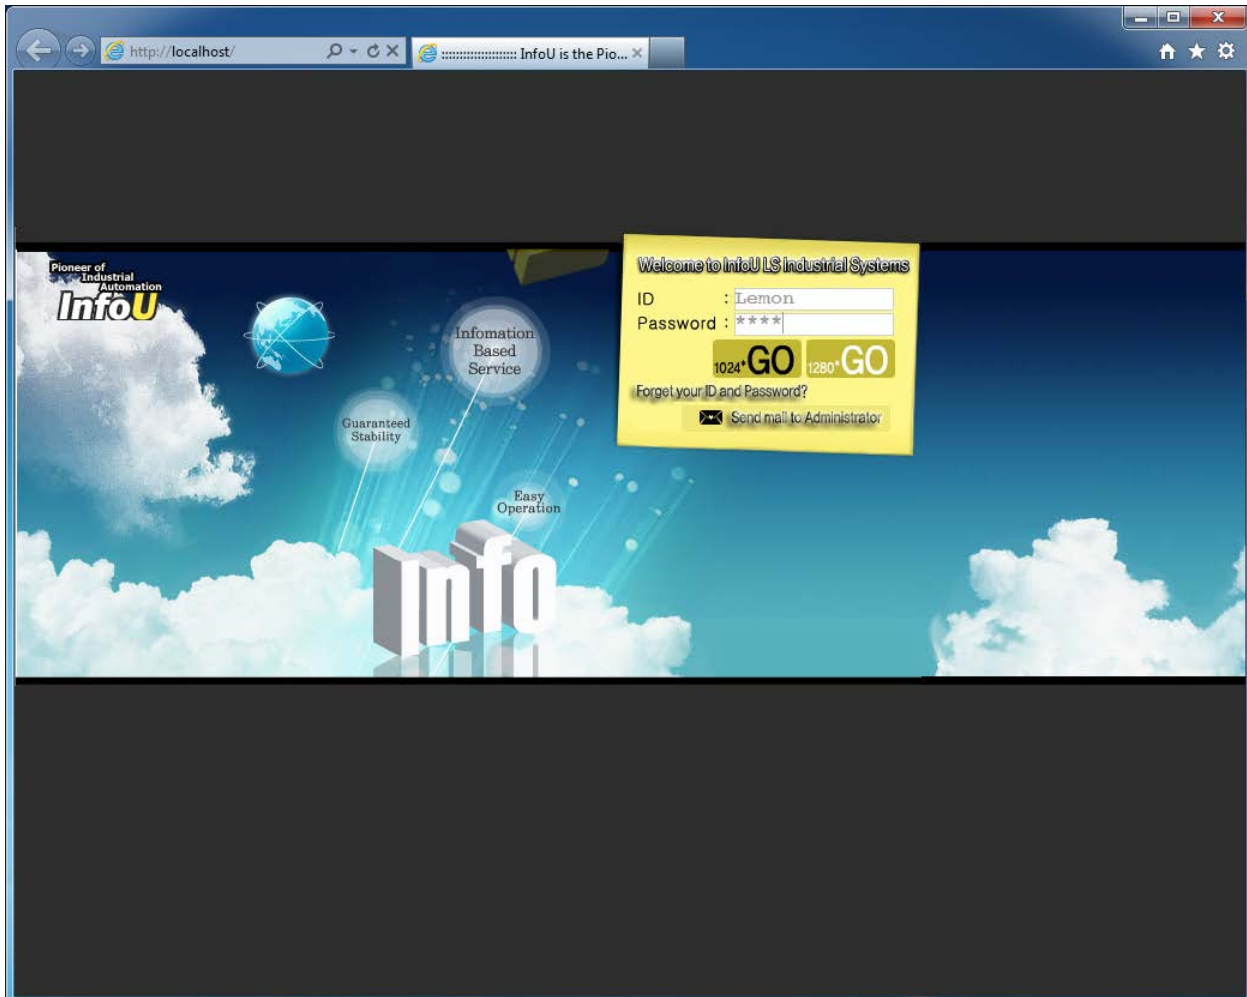 http://localhost/
:::::::::::::::::::::: InfoU is the Pio...
Pioneer of
Industrial
Automation
InfoU
Infomation
Based
Service
Guaranteed
Stability
Easy
Operation
Info
Welcome to InfoU LS Industrial Systems
ID : Lemon
Password : ****
1024* GO 1280* GO
Forget your ID and Password?
Send mail to Administrator